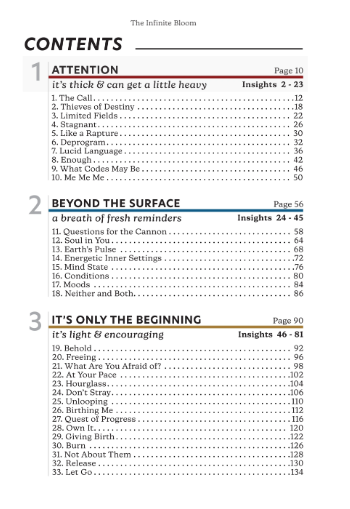 The Infinite Bloom
CONTENTS
1 ATTENTION Page 10
it's thick & can get a little heavy Insights 2 - 23
1. The Call..........................................12
2. Thieves of Destiny ..................................18
3. Limited Fields..................................... 22
4. Stagnant.......................................... 26
5. Like a Rapture..................................... 30
6. Deprogram........................................ 32
7. Lucid Language.................................... 36
8. Enough........................................... 42
9. What Codes May Be................................ 46
10. Me Me Me........................................ 50
2 BEYOND THE SURFACE Page 56
a breath of fresh reminders Insights 24 - 45
11. Questions for the Cannon.......................... 58
12. Soul in You....................................... 64
13. Earth's Pulse ..................................... 68
14. Energetic Inner Settings ............................72
15. Mind State ........................................76
16. Conditions ....................................... 80
17. Moods ........................................... 84
18. Neither and Both.................................. 86
3 IT'S ONLY THE BEGINNING Page 90
it's light & encouraging Insights 46 - 81
19. Behold........................................... 92
20. Freeing.......................................... 96
21. What Are You Afraid of? ........................... 98
22. At Your Pace .....................................102
23. Hourglass........................................104
24. Don't Stray.......................................106
25. Unlooping .......................................110
26. Birthing Me ......................................112
27. Quest of Progress.................................116
28. Own It.......................................... 120
29. Giving Birth......................................122
30. Burn ............................................126
31. Not About Them..................................128
32. Release..........................................130
33. Let Go...........................................134